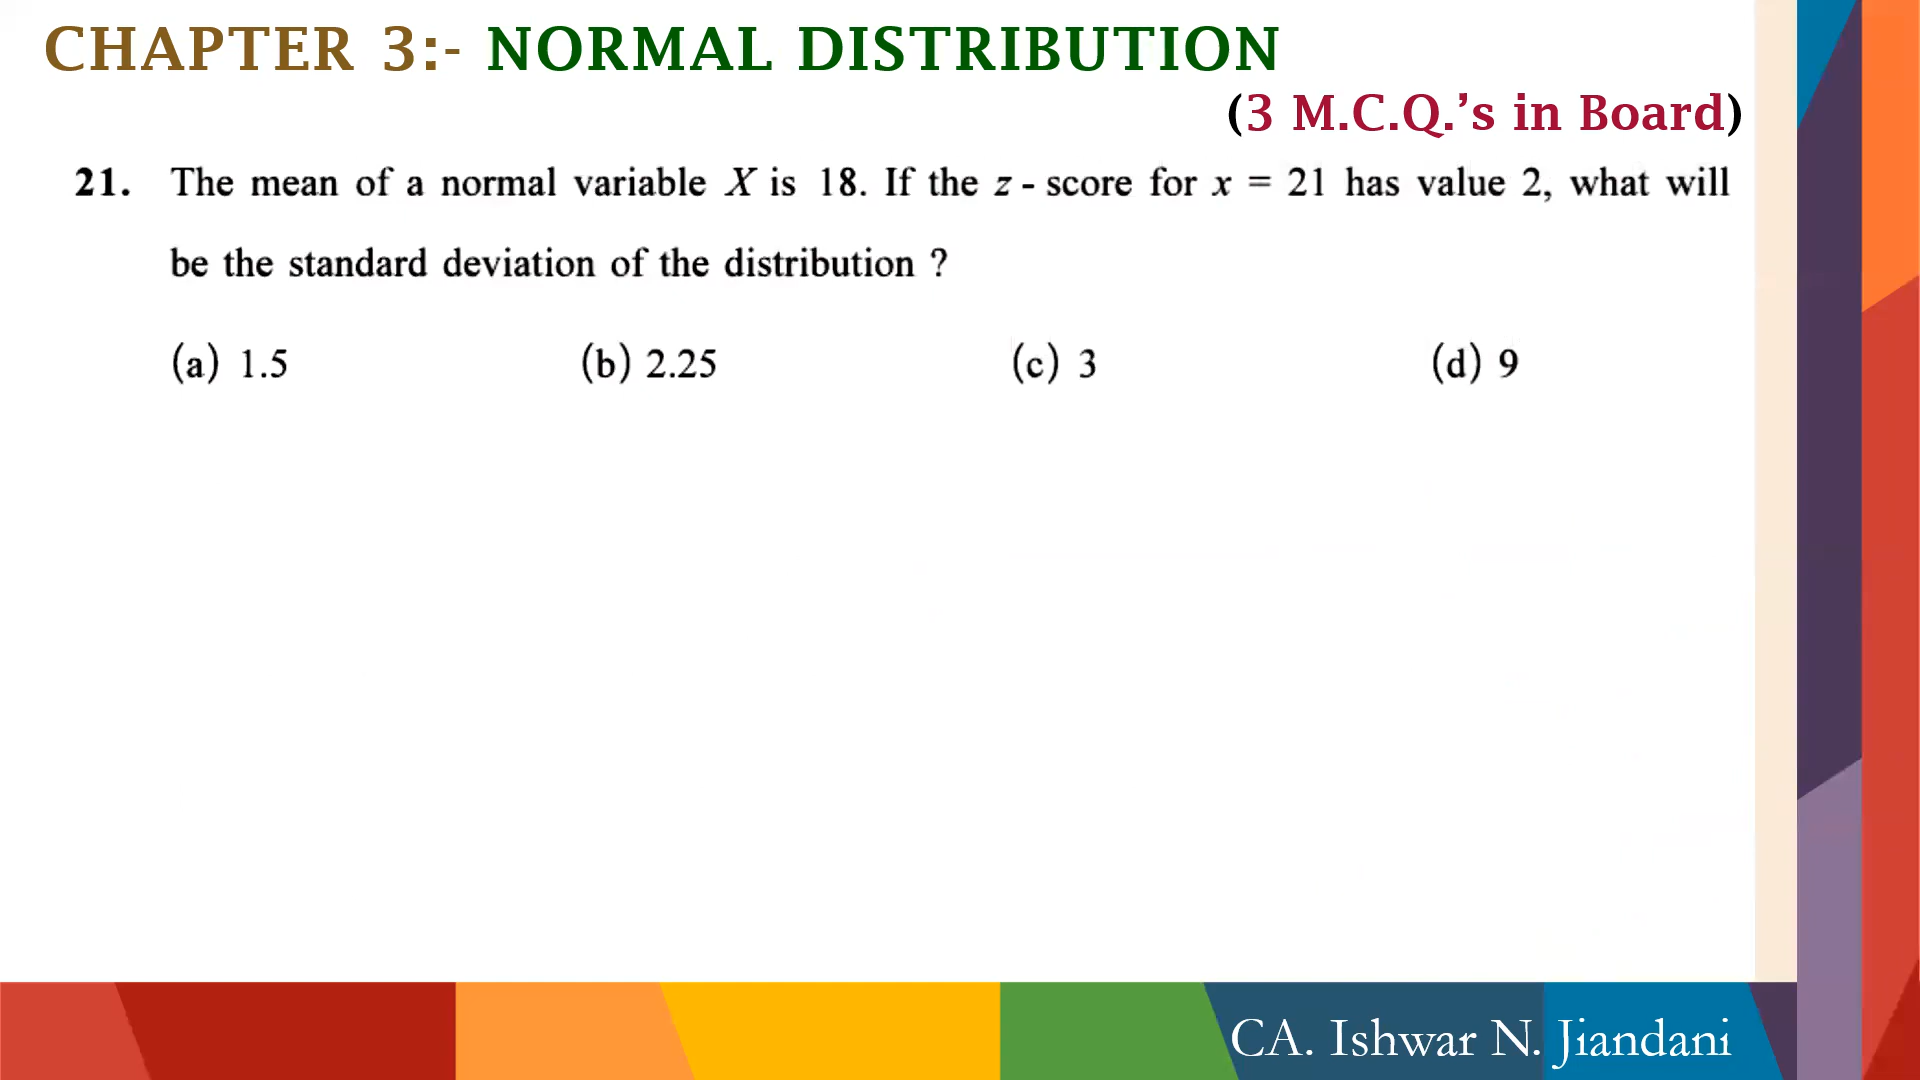 CHAPTER 3:- NORMAL DISTRIBUTION
(3 M.C.Q.’s in Board)
21. The mean of a normal variable X is 18. If the z - score for x = 21 has value 2, what will
be the standard deviation of the distribution ?
(a) 1.5 (b) 2.25 (c) 3 (d) 9
CA. Ishwar N. Jiandani